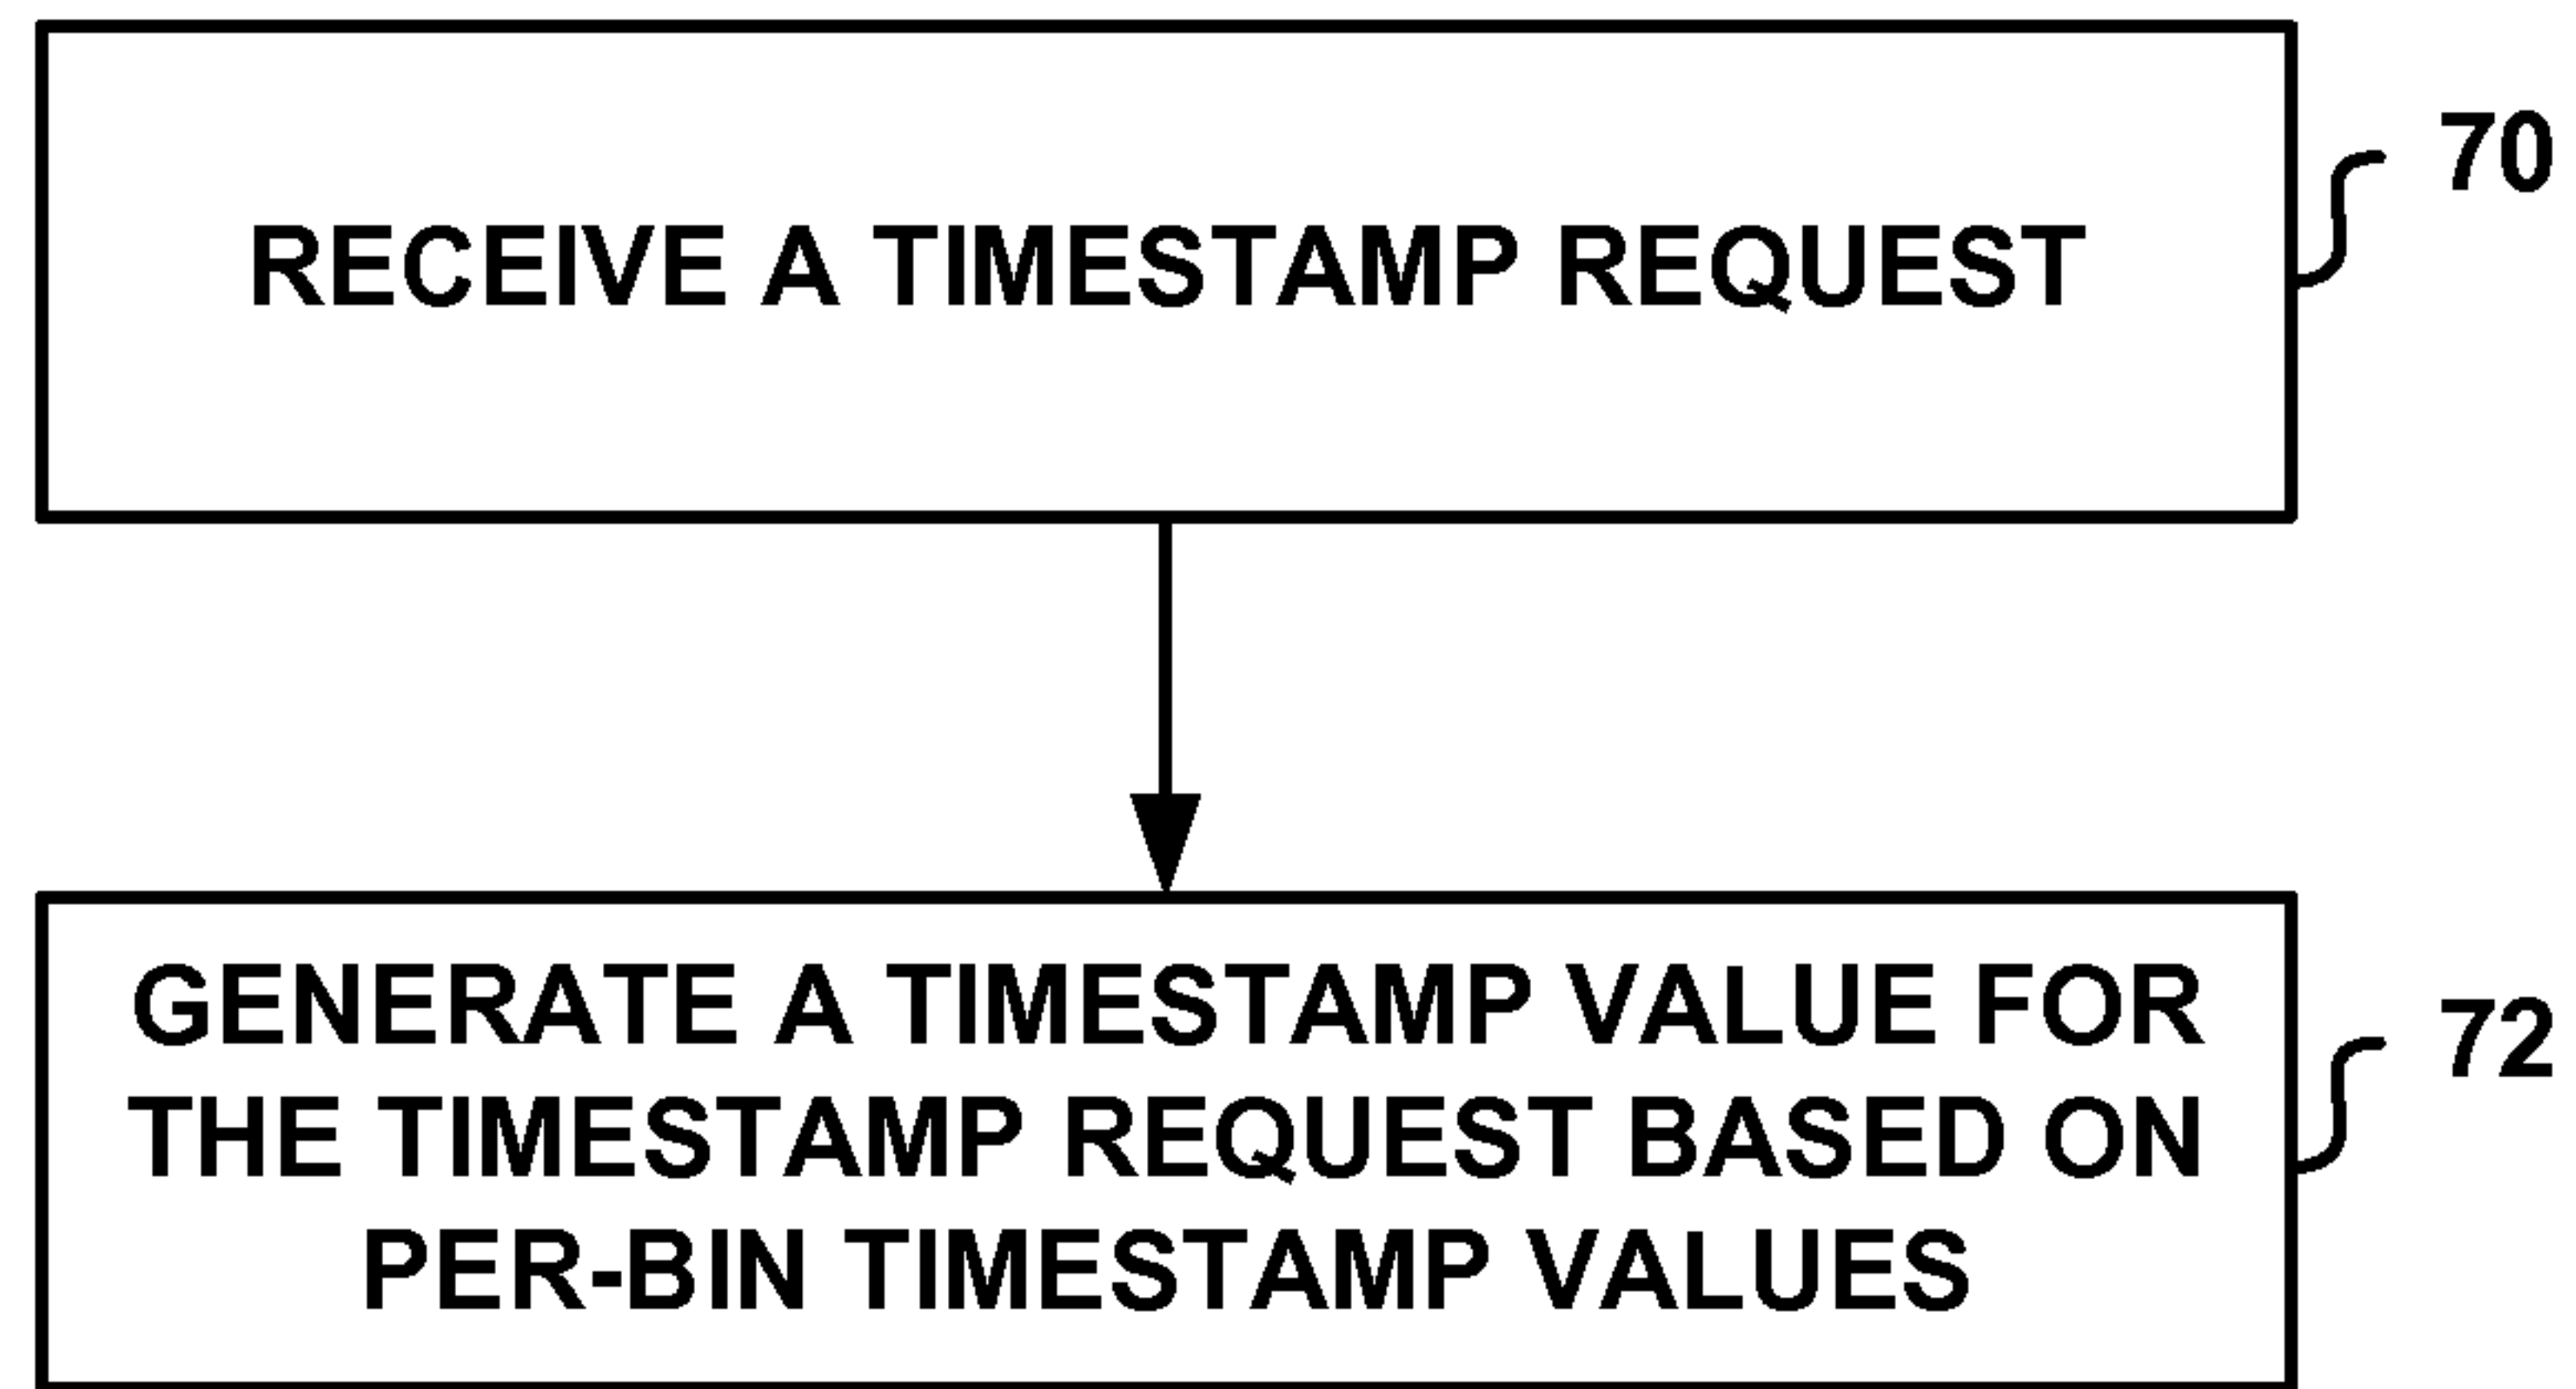 RECEIVE A TIMESTAMP REQUEST
70
GENERATE A TIMESTAMP VALUE FOR
THE TIMESTAMP REQUEST BASED ON
PER-BIN TIMESTAMP VALUES
72